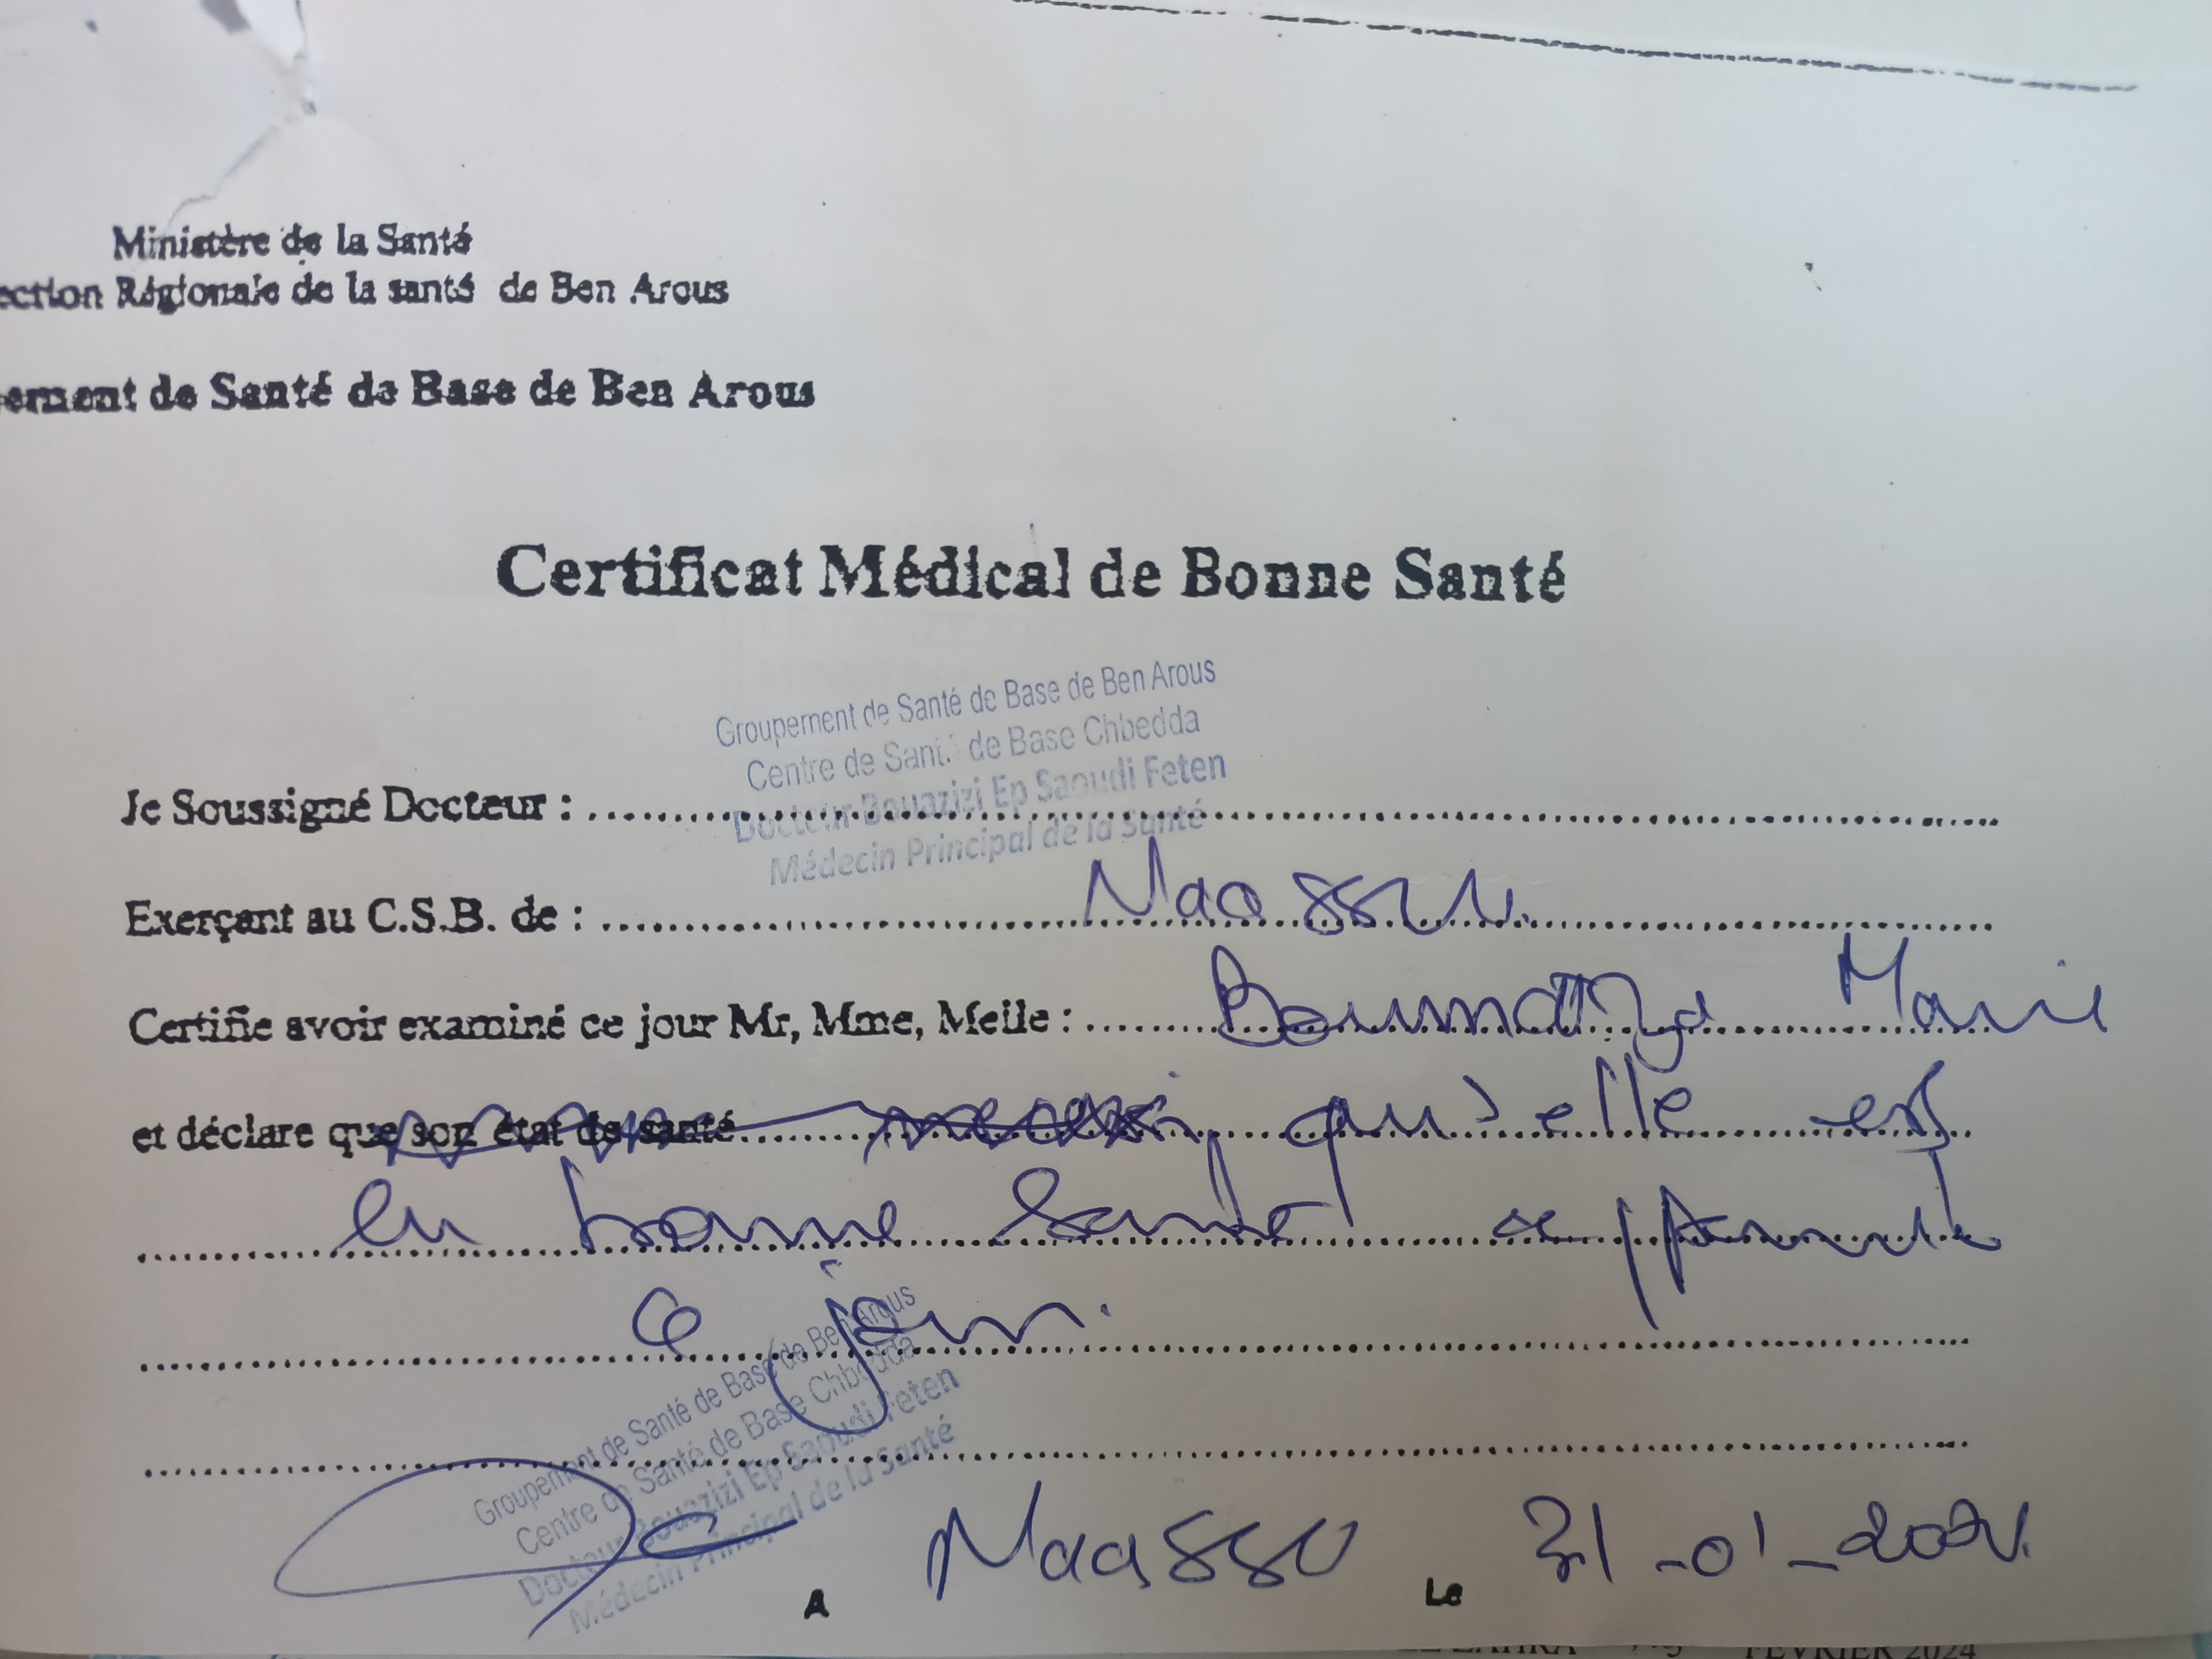 Ministère de la Santé
ection Régionale de la santé de Ben Arous
ement de Santé de Base de Ben Arous
Certificat Médical de Bonne Santé
Groupement de Santé de Base de Ben Arous
Centre de Santé de Base Chbedda
Docteur Bouazizi Ep Saoudi Feten
Médecin Principal de la Santé
Je Soussigné Docteur :
Exerçant au C.S.B. de :
Certifie avoir examiné ce jour Mr, Mme, Melle :
et déclare que son état de santé qu'elle est
en bonne santé apparente
ce jour.
Groupement de Santé de Base de Ben Arous
Centre de Santé de Base Chbedda
Docteur Bouazizi Ep Saoudi Feten
Médecin Principal de la Santé
A Le 31-01-
FEVRIER 2024